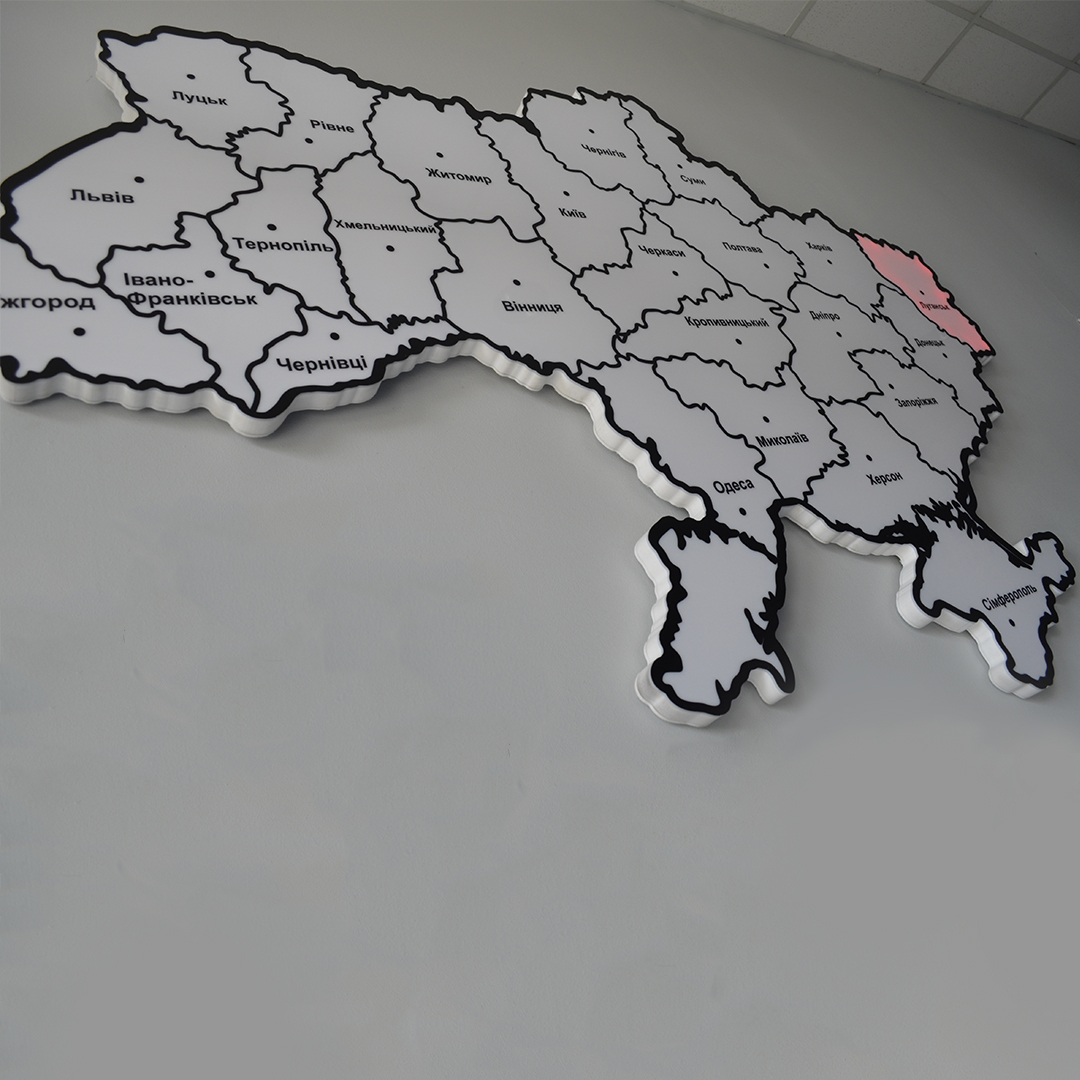 Луцьк
Рівне
Львів
Житомир
Чернігів
Суми
Київ
Тернопіль
Хмельницький
Івано-
Франківськ
жгород
Чернівці
Вінниця
Черкаси
Полтава
Харків
Кропивницький
Дніпро
Луганськ
Донецьк
Запоріжжя
Миколаїв
Одеса
Херсон
Сімферополь